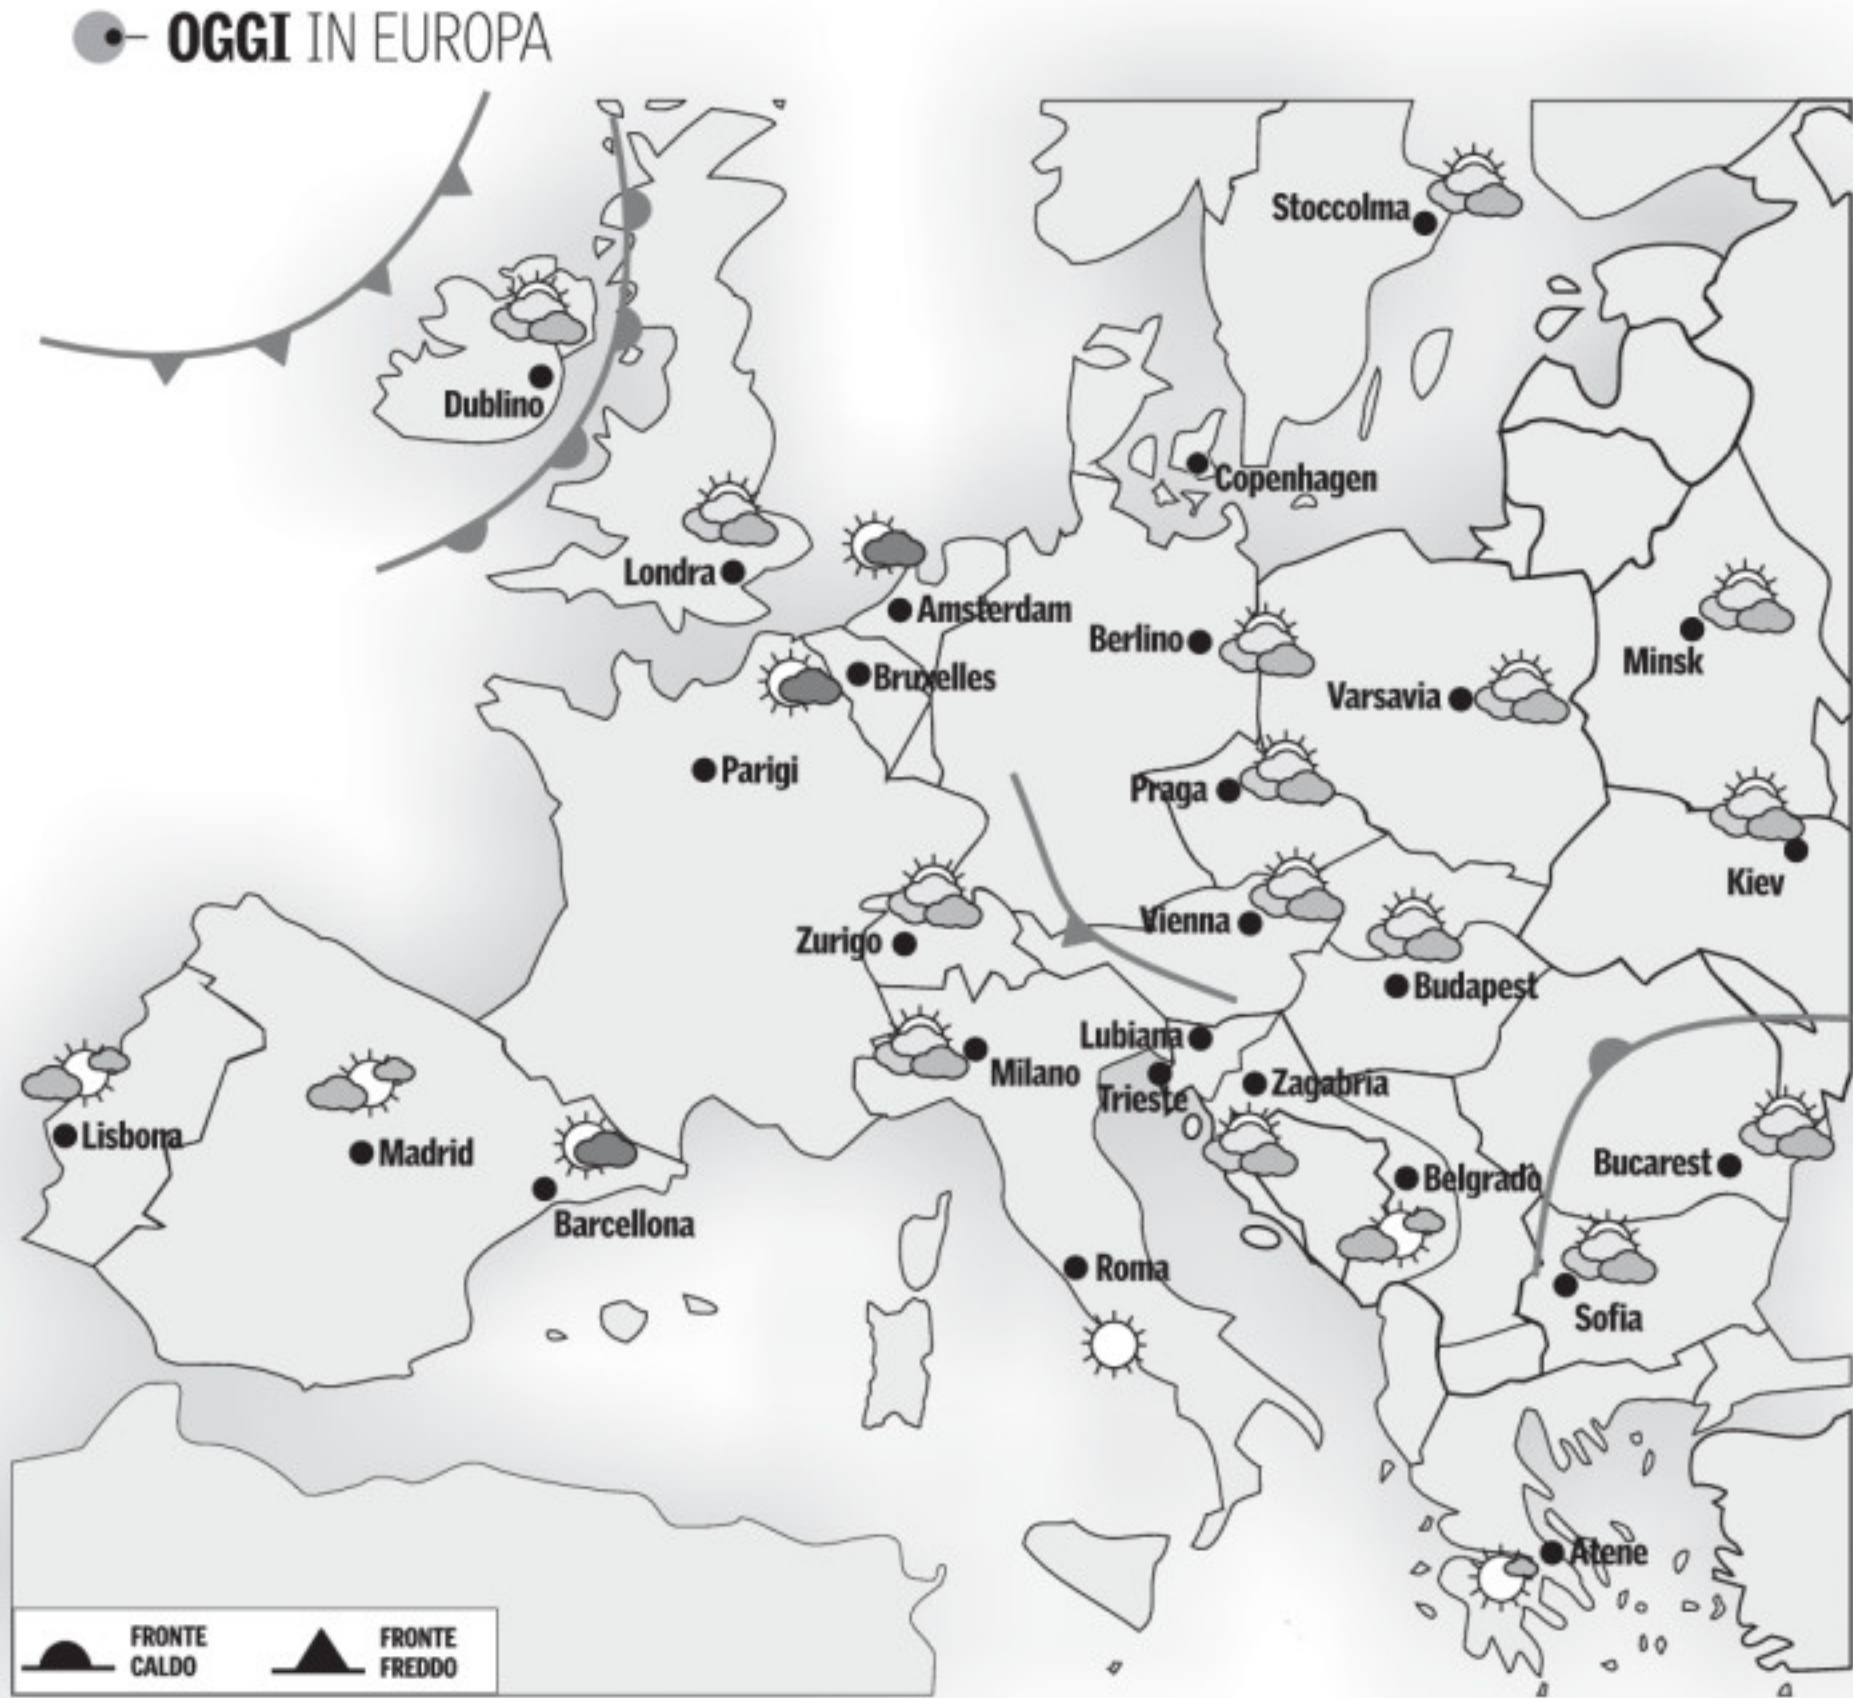 OGGI IN EUROPA
Stoccolma
Dublino
Copenhagen
Londra
Amsterdam
Berlino
Minsk
Bruxelles
Varsavia
Parigi
Praga
Kiev
Vienna
Zurigo
Budapest
Lubiana
Milano
Zagabria
Trieste
Lisbona
Madrid
Bucarest
Belgrado
Barcellona
Roma
Sofia
Atene
FRONTE
CALDO
FRONTE
FREDDO